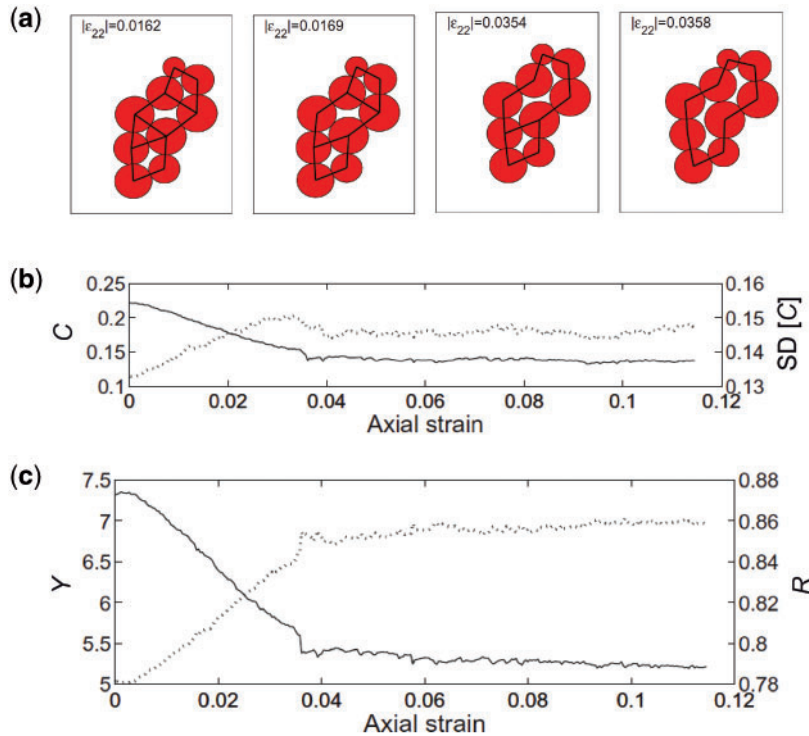 (a)
|ε22|=0.0162
|ε22|=0.0169
|ε22|=0.0354
|ε22|=0.0358
(b)
0.25
0.2
0.15
0.1
C
0.16
0.15
0.14
0.13
SD [C]
0 0.02 0.04 0.06 0.08 0.1 0.12
Axial strain
(c)
7.5
7
6.5
6
5.5
5
Y
0.88
0.86
0.84
0.82
0.8
0.78
R
0 0.02 0.04 0.06 0.08 0.1 0.12
Axial strain